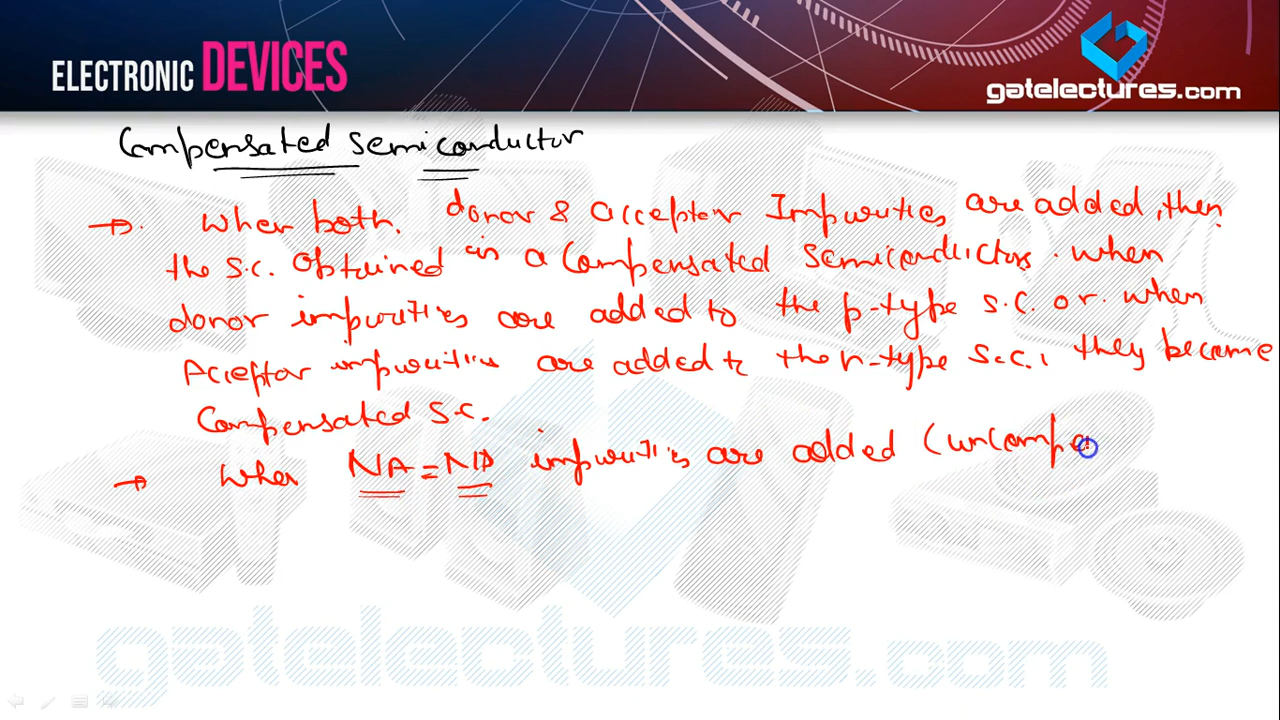 ELECTRONIC DEVICES
gatelectures.com
Compensated Semiconductor
→ When both donor & acceptor Impurities are added, then
the s.c. Obtained is a Compensated Semiconductors. when
donor impurities are added to the p-type s.c. or when
Acceptor impurities are added to the n-type s.c., they become
Compensated s.c.
→ When NA = ND impurities are added (uncompe
gatelectures.com